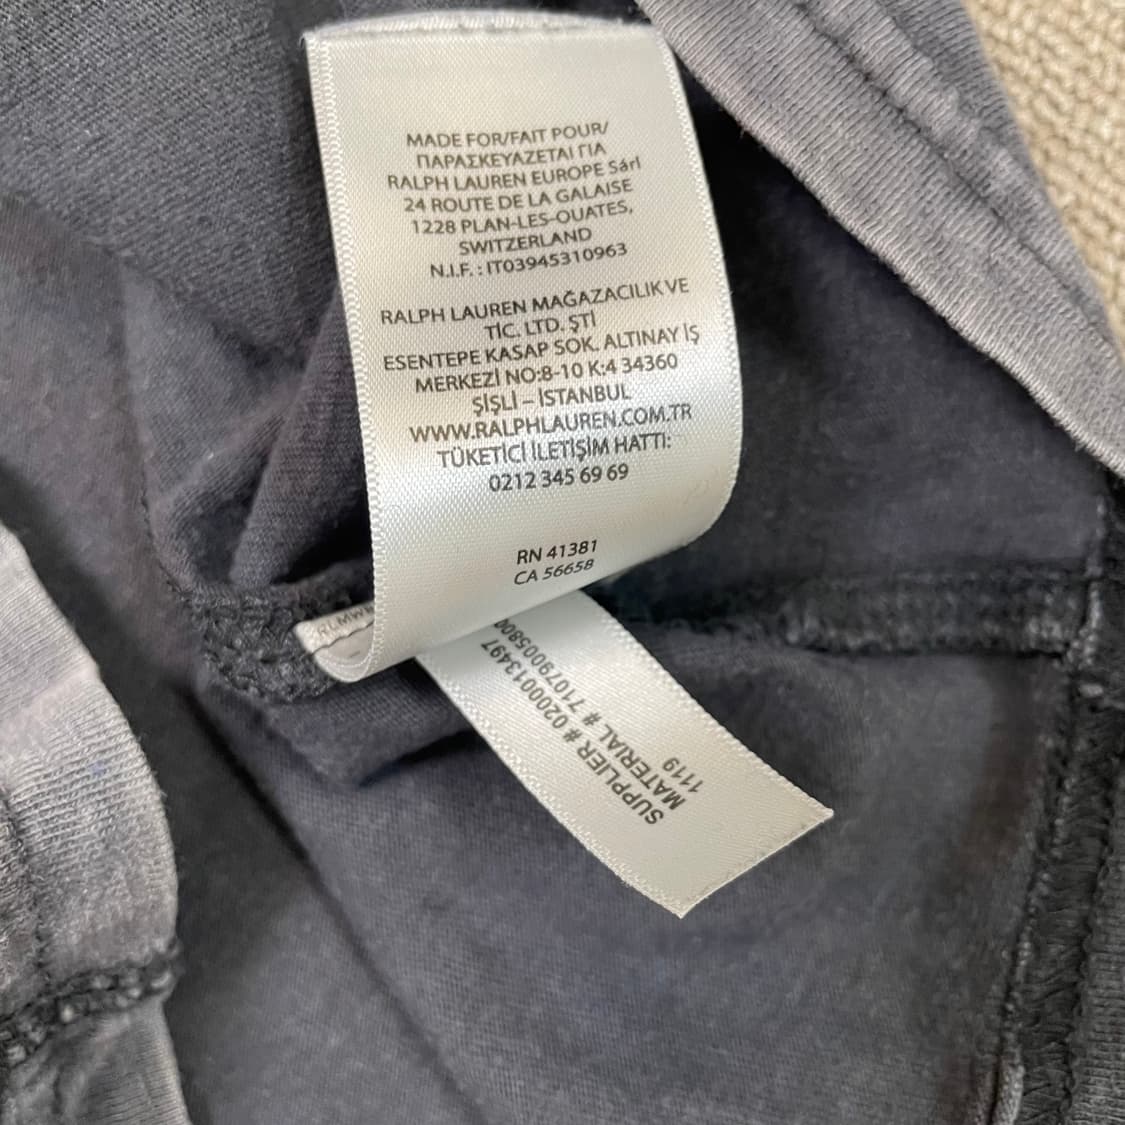 MADE FOR/FAIT POUR/
ΠΑΡΑΣΚΕΥΑΖΕΤΑΙ ΓΙΑ
RALPH LAUREN EUROPE Sárl
24 ROUTE DE LA GALAISE
1228 PLAN-LES-OUATES,
SWITZERLAND
N.I.F. : IT03945310963
RALPH LAUREN MAĞAZACILIK VE
TİC. LTD. ŞTİ
ESENTEPE KASAP SOK. ALTINAY İŞ
MERKEZİ NO:8-10 K:4 34360
ŞİŞLİ – İSTANBUL
WWW.RALPHLAUREN.COM.TR
TÜKETİCİ İLETİŞİM HATTI:
0212 345 69 69
RN 41381
CA 56658
SUPPLIER # 0200013497
MATERIAL # 71079005800
1119